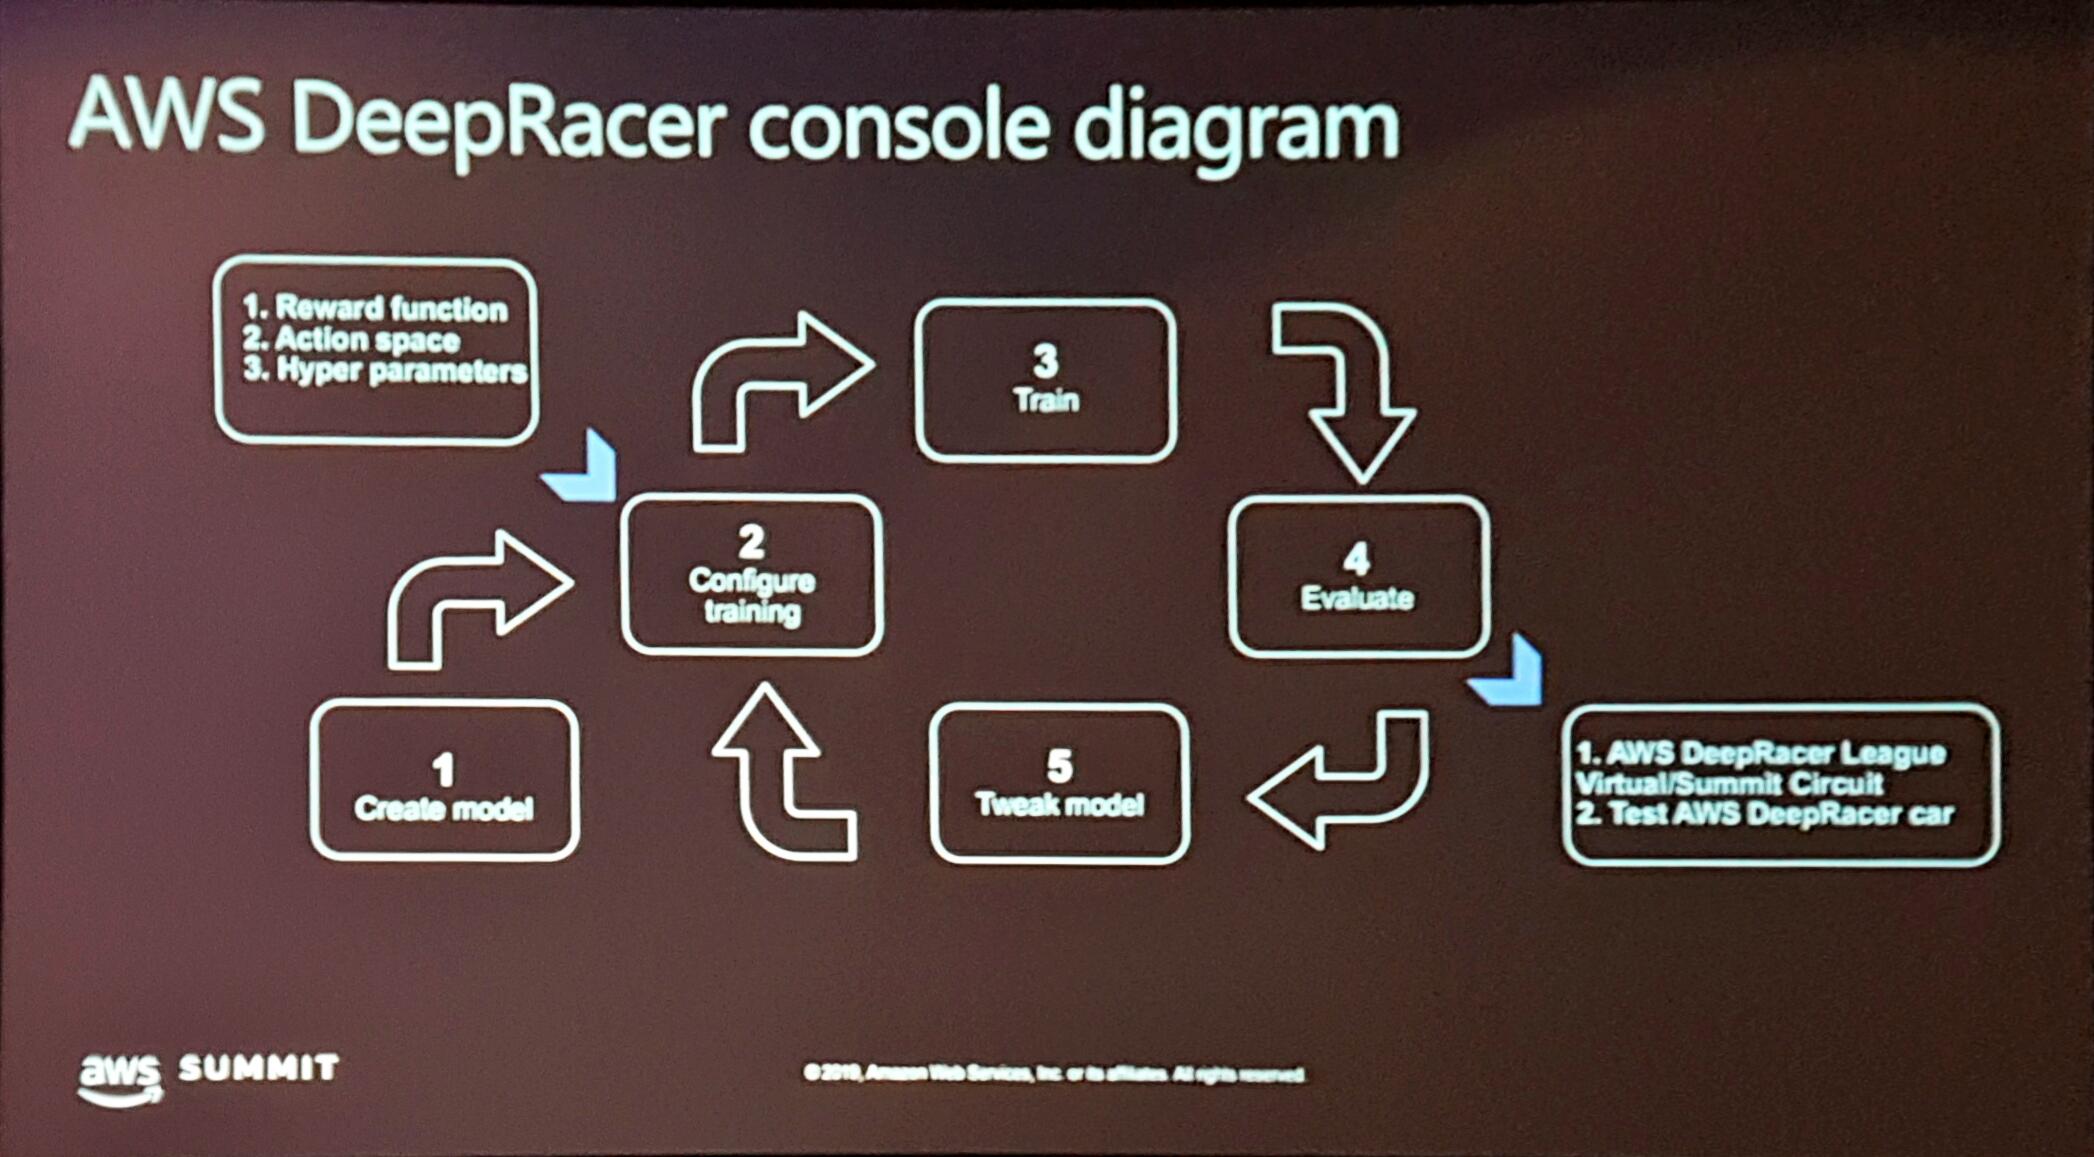 AWS DeepRacer console diagram
1. Reward function
2. Action space
3. Hyper parameters
3
Train
2
Configure
training
4
Evaluate
1
Create model
5
Tweak model
1. AWS DeepRacer League
Virtual/Summit Circuit
2. Test AWS DeepRacer car
aws SUMMIT
© 2019, Amazon Web Services, Inc. or its affiliates. All rights reserved.